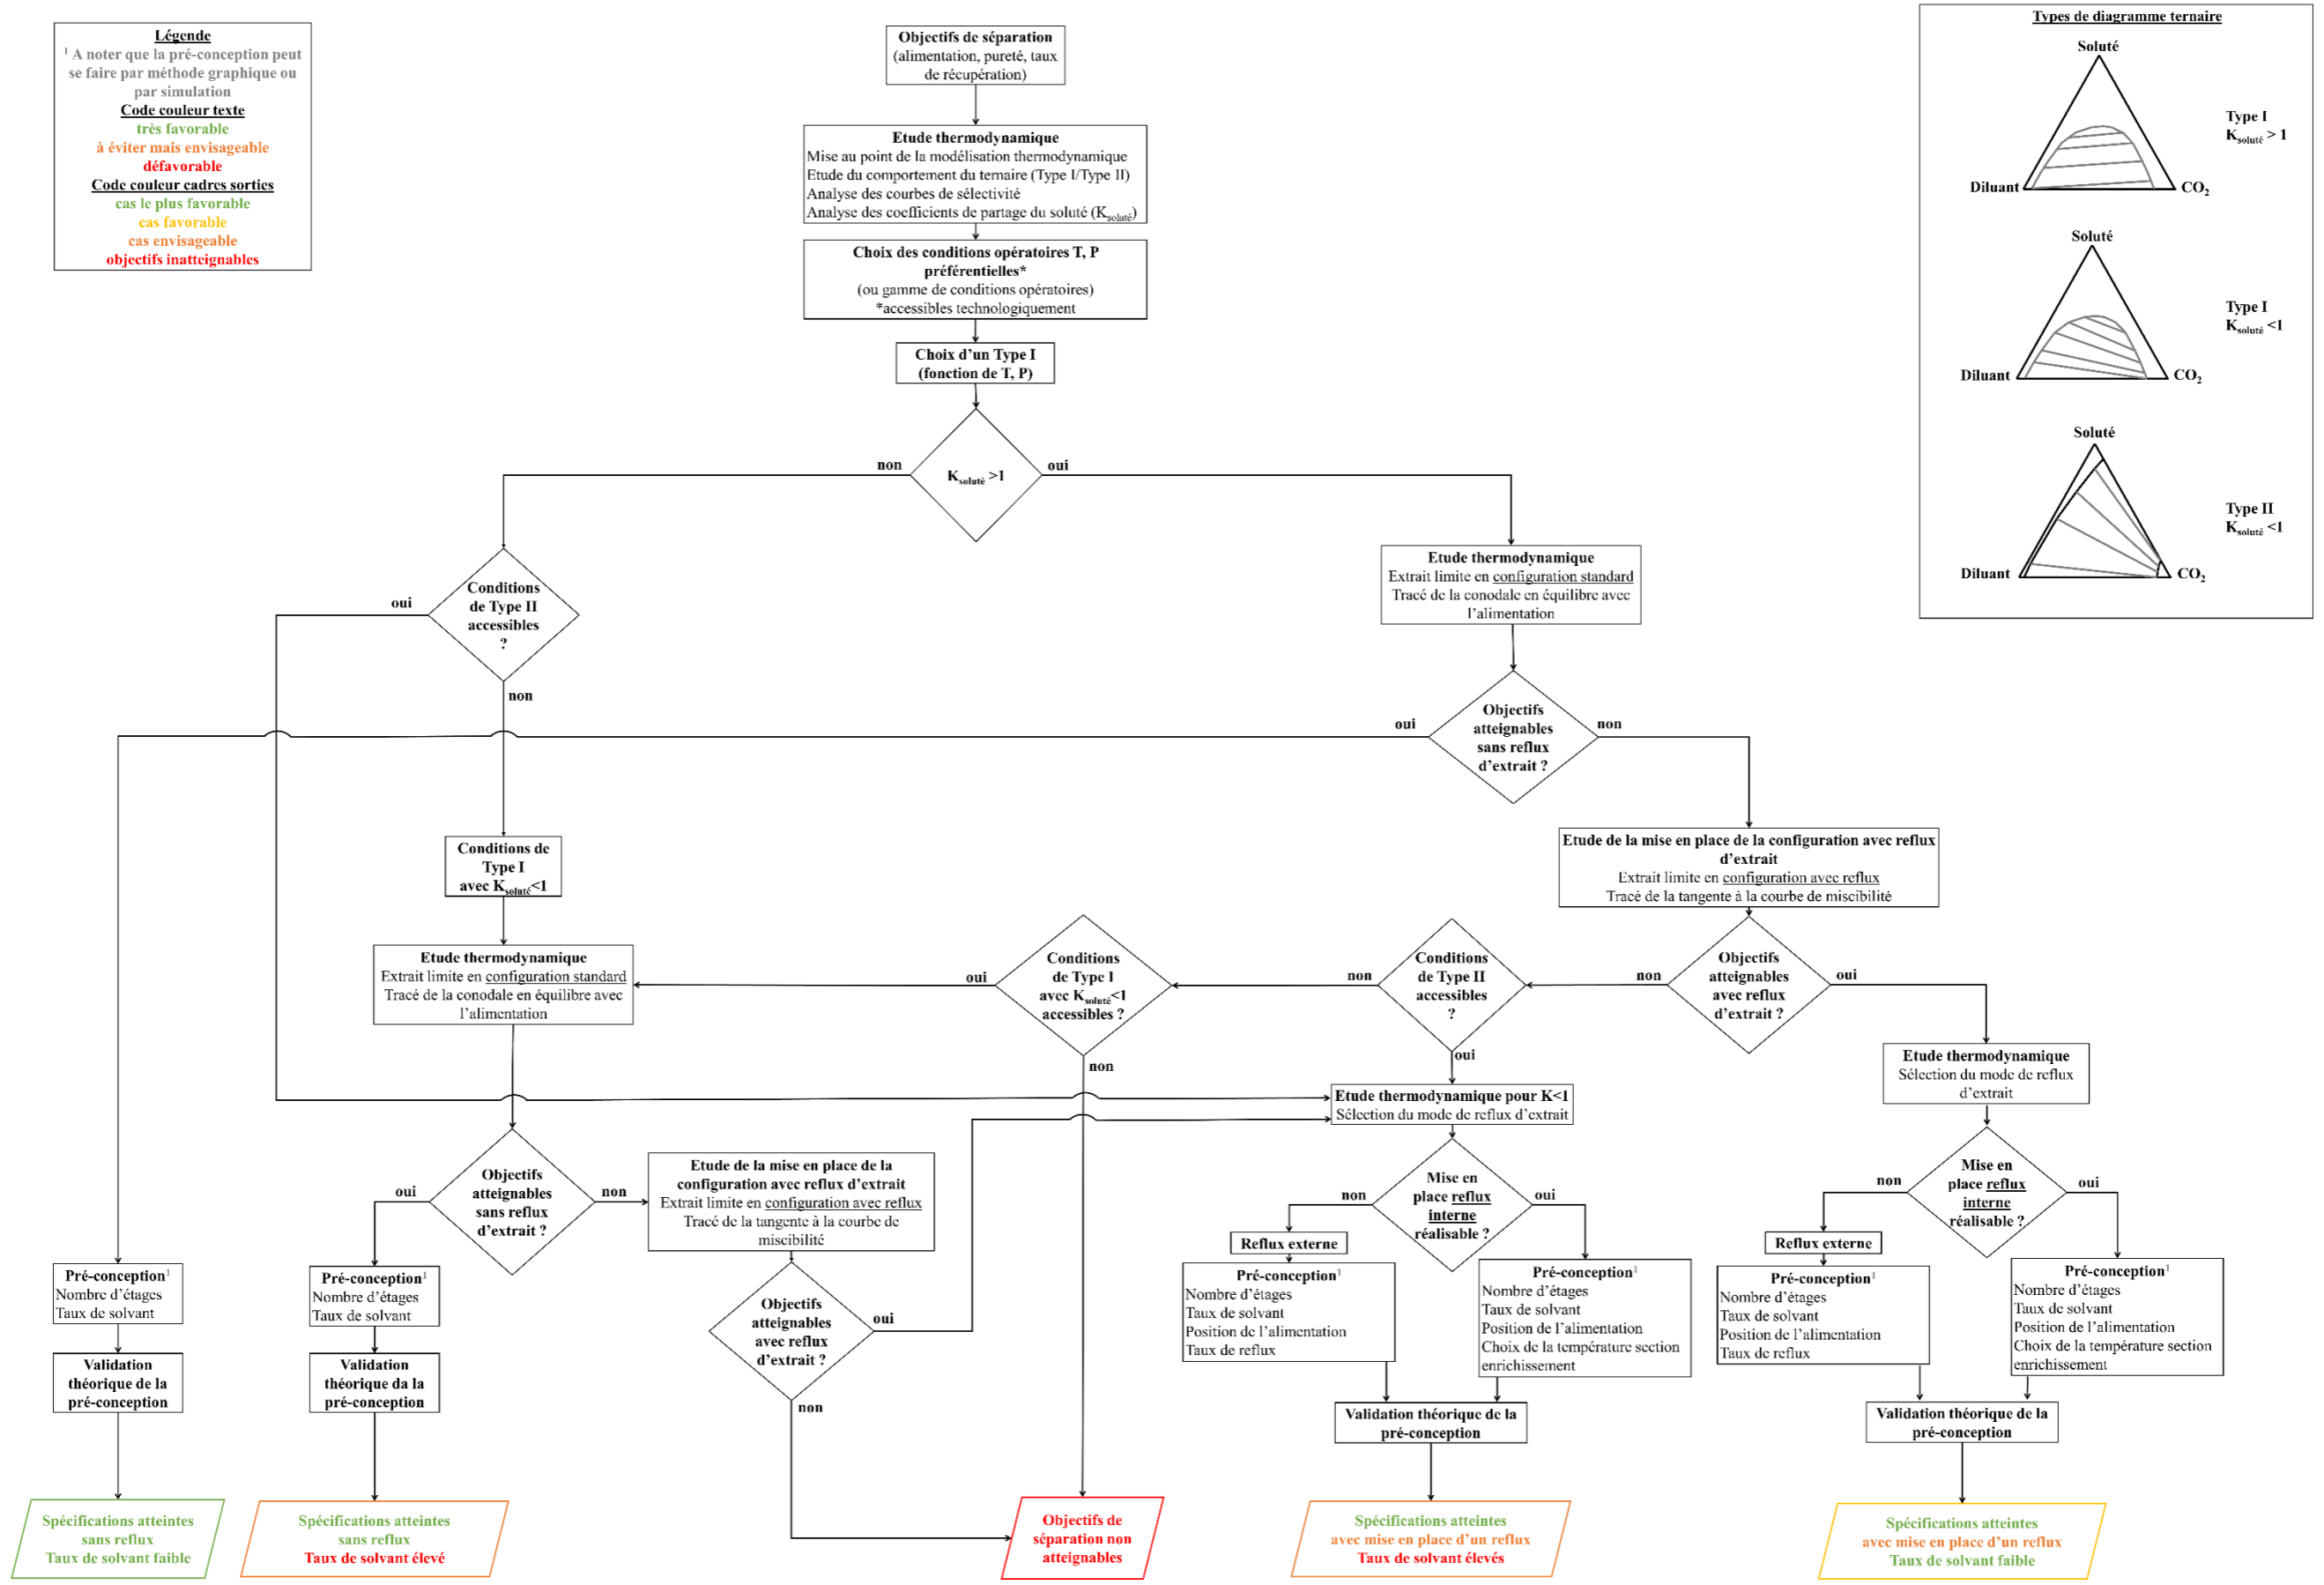 Légende
¹ A noter que la pré-conception peut
se faire par méthode graphique ou
par simulation
Code couleur texte
très favorable
à éviter mais envisageable
défavorable
Code couleur cadres sorties
cas le plus favorable
cas favorable
cas envisageable
objectifs inatteignables
Objectifs de séparation
(alimentation, pureté, taux
de récupération)
Etude thermodynamique
Mise au point de la modélisation thermodynamique
Etude du comportement du ternaire (Type I/Type II)
Analyse des courbes de sélectivité
Analyse des coefficients de partage du soluté (Ksoluté)
Choix des conditions opératoires T, P
préférentielles*
(ou gamme de conditions opératoires)
*accessibles technologiquement
Choix d'un Type I
(fonction de T, P)
Types de diagramme ternaire
Soluté
Type I
Ksoluté > 1
Diluant
CO2
Soluté
Type I
Ksoluté <1
Diluant
CO2
Soluté
Type II
Ksoluté <1
Diluant
CO2
non
Ksoluté >1
oui
Conditions
de Type II
accessibles
?
oui
non
Etude thermodynamique
Extrait limite en configuration standard
Tracé de la conodale en équilibre avec
l'alimentation
oui
Objectifs
atteignables
sans reflux
d'extrait ?
non
Conditions de
Type I
avec Ksoluté<1
Etude de la mise en place de la configuration avec reflux
d'extrait
Extrait limite en configuration avec reflux
Tracé de la tangente à la courbe de miscibilité
Etude thermodynamique
Extrait limite en configuration standard
Tracé de la conodale en équilibre avec
l'alimentation
oui
Conditions
de Type I
avec Ksoluté<1
accessibles ?
non
non
Conditions
de Type II
accessibles
?
oui
non
Objectifs
atteignables
avec reflux
d'extrait ?
oui
Etude thermodynamique
Sélection du mode de reflux
d'extrait
Etude thermodynamique pour K<1
Sélection du mode de reflux d'extrait
oui
Objectifs
atteignables
sans reflux
d'extrait ?
non
Etude de la mise en place de la
configuration avec reflux d'extrait
Extrait limite en configuration avec reflux
Tracé de la tangente à la courbe de
miscibilité
Objectifs
atteignables
avec reflux
d'extrait ?
oui
non
non
Mise en
place reflux
interne
réalisable ?
oui
non
Mise en
place reflux
interne
réalisable ?
oui
Reflux externe
Reflux externe
Pré-conception¹
Nombre d'étages
Taux de solvant
Pré-conception¹
Nombre d'étages
Taux de solvant
Pré-conception¹
Nombre d'étages
Taux de solvant
Position de l'alimentation
Taux de reflux
Pré-conception¹
Nombre d'étages
Taux de solvant
Position de l'alimentation
Choix de la température section
enrichissement
Pré-conception¹
Nombre d'étages
Taux de solvant
Position de l'alimentation
Taux de reflux
Pré-conception¹
Nombre d'étages
Taux de solvant
Position de l'alimentation
Choix de la température section
enrichissement
Validation
théorique de la
pré-conception
Validation
théorique da la
pré-conception
Validation théorique de la
pré-conception
Validation théorique de la
pré-conception
Spécifications atteintes
sans reflux
Taux de solvant faible
Spécifications atteintes
sans reflux
Taux de solvant élevé
Objectifs de
séparation non
atteignables
Spécifications atteintes
avec mise en place d'un reflux
Taux de solvant élevés
Spécifications atteintes
avec mise en place d'un reflux
Taux de solvant faible